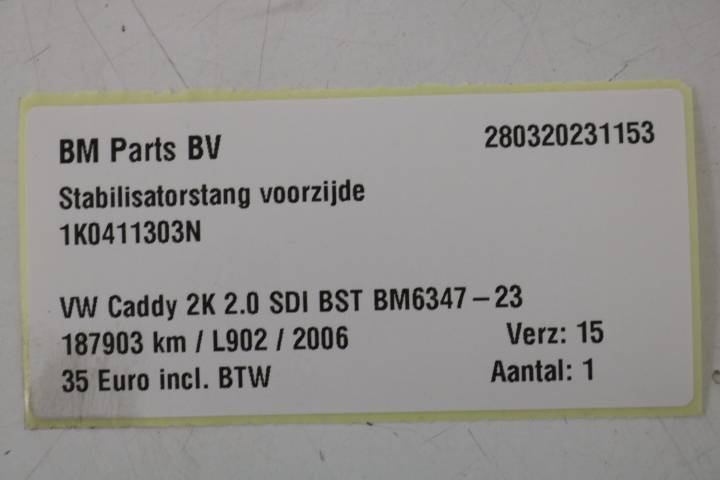 BM Parts BV 280320231153
Stabilisatorstang voorzijde
1K0411303N
VW Caddy 2K 2.0 SDI BST BM6347-23
187903 km / L902 / 2006 Verz: 15
35 Euro incl. BTW Aantal: 1